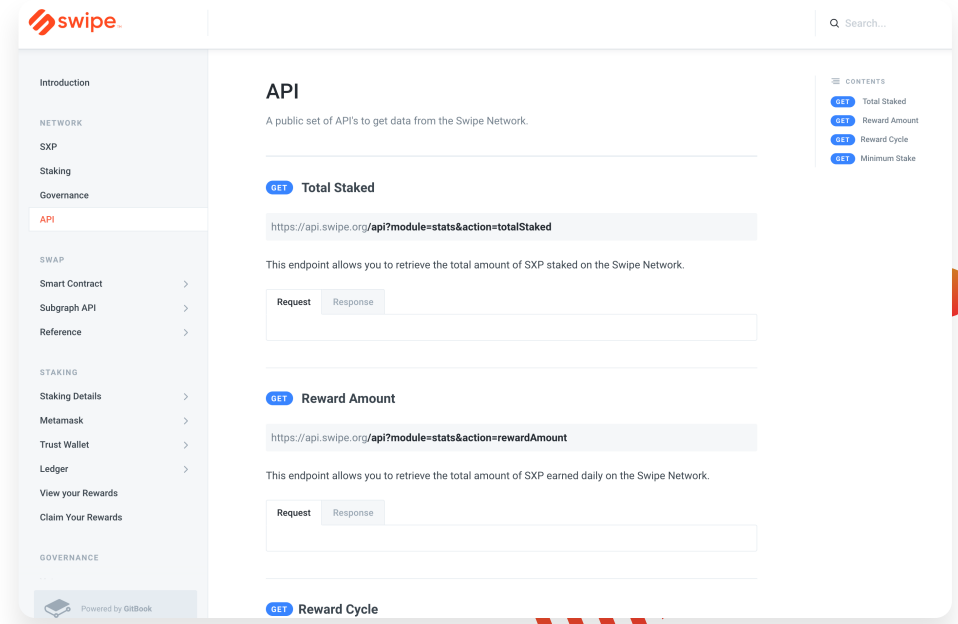 swipe™
Search...
Introduction
NETWORK
SXP
Staking
Governance
API
SWAP
Smart Contract
Subgraph API
Reference
STAKING
Staking Details
Metamask
Trust Wallet
Ledger
View your Rewards
Claim Your Rewards
GOVERNANCE
Powered by GitBook
API
A public set of API's to get data from the Swipe Network.
GET Total Staked
https://api.swipe.org/api?module=stats&action=totalStaked
This endpoint allows you to retrieve the total amount of SXP staked on the Swipe Network.
Request Response
GET Reward Amount
https://api.swipe.org/api?module=stats&action=rewardAmount
This endpoint allows you to retrieve the total amount of SXP earned daily on the Swipe Network.
Request Response
GET Reward Cycle
CONTENTS
GET Total Staked
GET Reward Amount
GET Reward Cycle
GET Minimum Stake